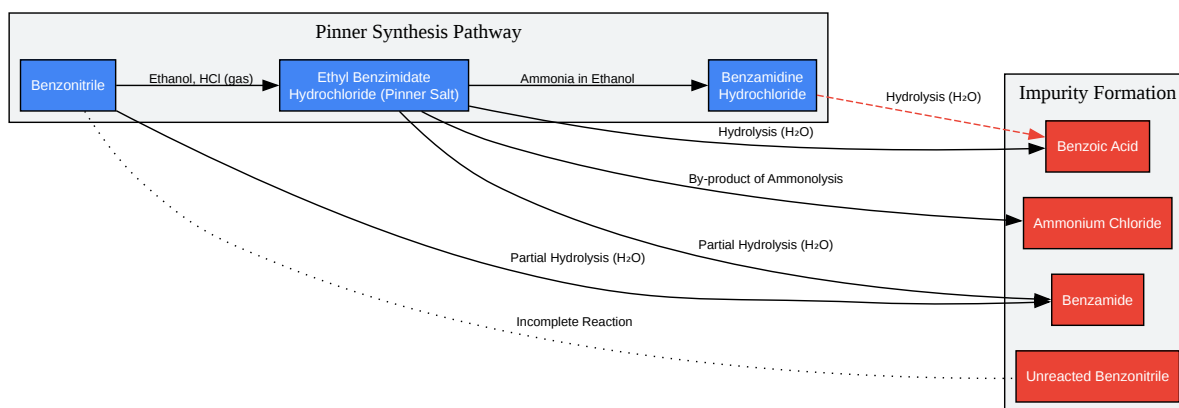 Pinner Synthesis Pathway
Benzonitrile
Ethanol, HCl (gas)
Ethyl Benzimidate
Hydrochloride (Pinner Salt)
Ammonia in Ethanol
Benzamidine
Hydrochloride
Impurity Formation
Hydrolysis (H₂O)
Hydrolysis (H₂O)
Benzoic Acid
By-product of Ammonolysis
Ammonium Chloride
Partial Hydrolysis (H₂O)
Partial Hydrolysis (H₂O)
Benzamide
Incomplete Reaction
Unreacted Benzonitrile